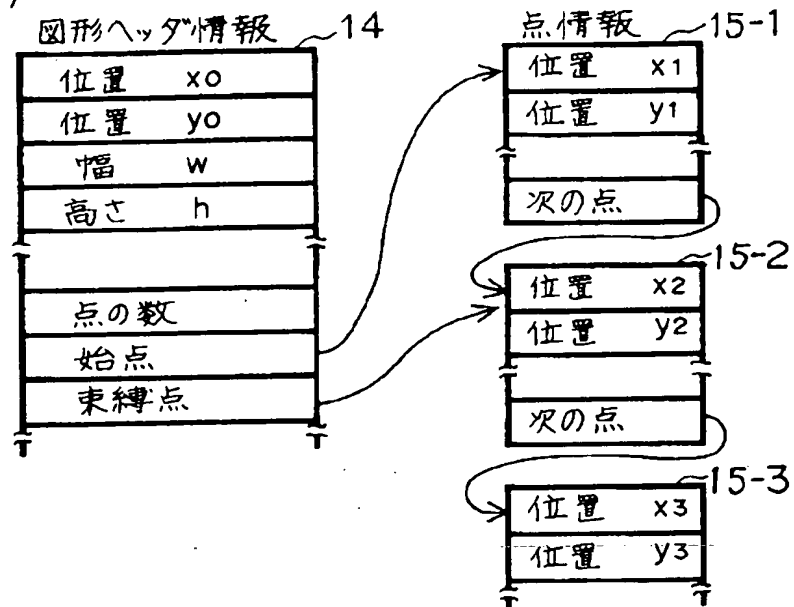 図形ヘッダ情報 14
位置 x0
位置 y0
幅 w
高さ h
点の数
始点
束縛点
点情報 15-1
位置 x1
位置 y1
次の点
15-2
位置 x2
位置 y2
次の点
15-3
位置 x3
位置 y3